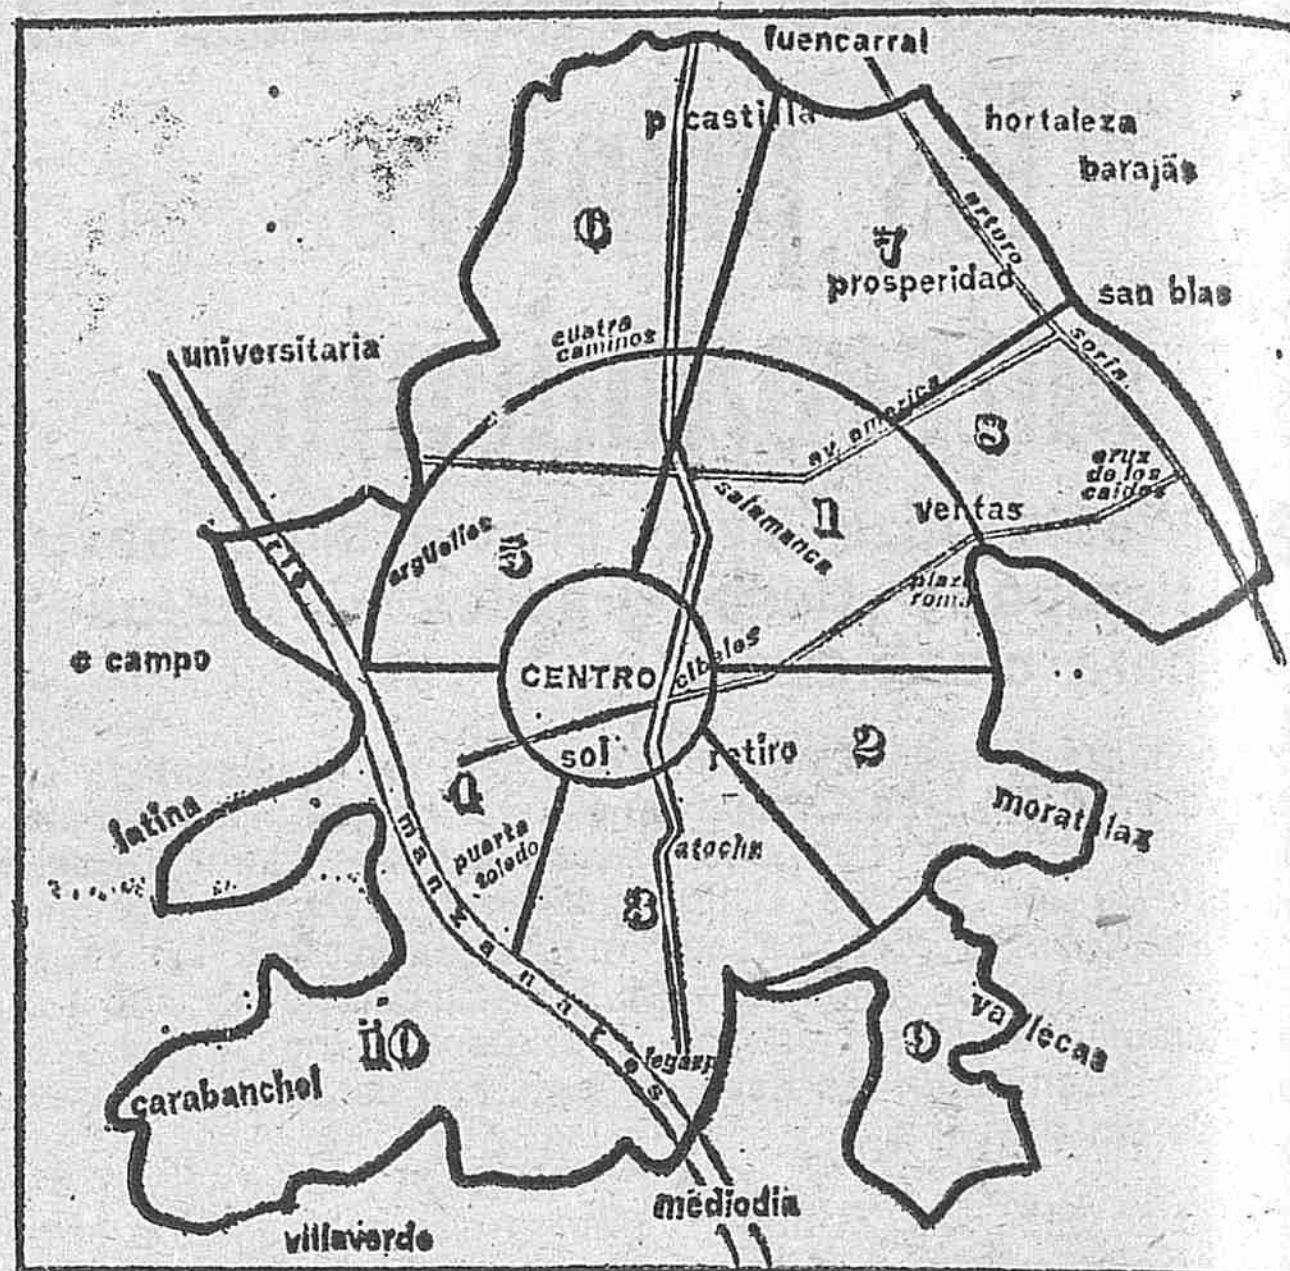 fuencarral
p castilla
hortaleza
barajas
6
7
arturo
prosperidad
san blas
cuatro
caminos
universitaria
soria
av. america
8
cruz
de los
caidos
salamanca
1
ventas
arguelles
5
rio
plaza
roma
e campo
CENTRO
cibeles
sol
retiro
2
4
latina
moratalaz
puerta
toledo
atocha
manzanares
3
vallecas
9
10
legazp
carabanchel
mediodia
villaverde